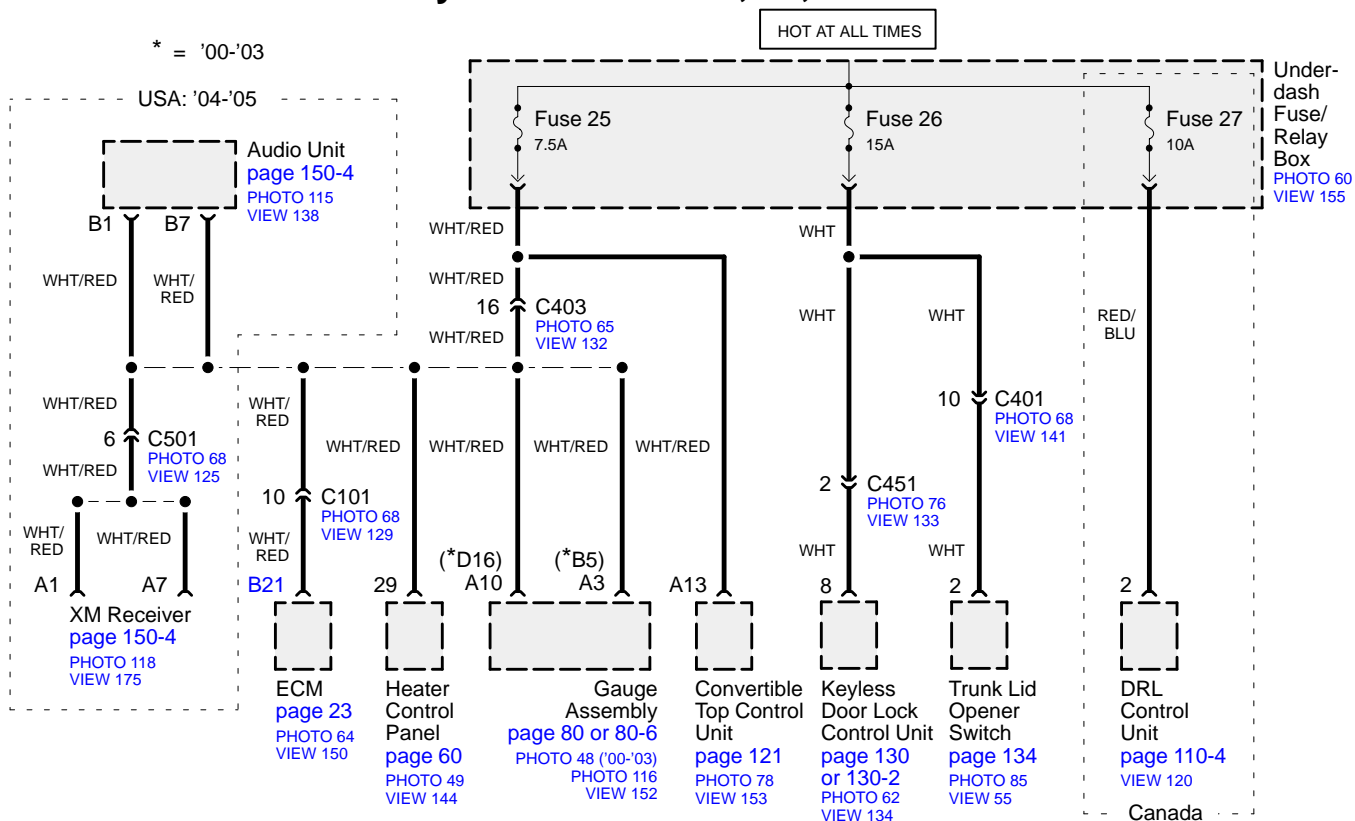 HOT AT ALL TIMES
* = '00-'03
USA: '04-'05
Under-
dash
Fuse/
Relay
Box
PHOTO 60
VIEW 155
Fuse 25
7.5A
Fuse 26
15A
Fuse 27
10A
Audio Unit
page 150-4
PHOTO 115
VIEW 138
B1
B7
WHT/RED
WHT/
RED
WHT/RED
WHT/RED
16
C403
PHOTO 65
VIEW 132
WHT/RED
WHT
WHT
WHT
RED/
BLU
WHT/RED
6
C501
PHOTO 68
VIEW 125
WHT/RED
WHT/
RED
WHT/RED
A1
A7
XM Receiver
page 150-4
PHOTO 118
VIEW 175
WHT/
RED
10
C101
PHOTO 68
VIEW 129
WHT/
RED
WHT/RED
WHT/RED
WHT/RED
WHT/RED
10
C401
PHOTO 68
VIEW 141
2
C451
PHOTO 76
VIEW 133
WHT
WHT
B21
29
(*D16)
A10
(*B5)
A3
A13
8
2
2
ECM
page 23
PHOTO 64
VIEW 150
Heater
Control
Panel
page 60
PHOTO 49
VIEW 144
Gauge
Assembly
page 80 or 80-6
PHOTO 48 ('00-'03)
PHOTO 116
VIEW 152
Convertible
Top Control
Unit
page 121
PHOTO 78
VIEW 153
Keyless
Door Lock
Control Unit
page 130
or 130-2
PHOTO 62
VIEW 134
Trunk Lid
Opener
Switch
page 134
PHOTO 85
VIEW 55
DRL
Control
Unit
page 110-4
VIEW 120
Canada